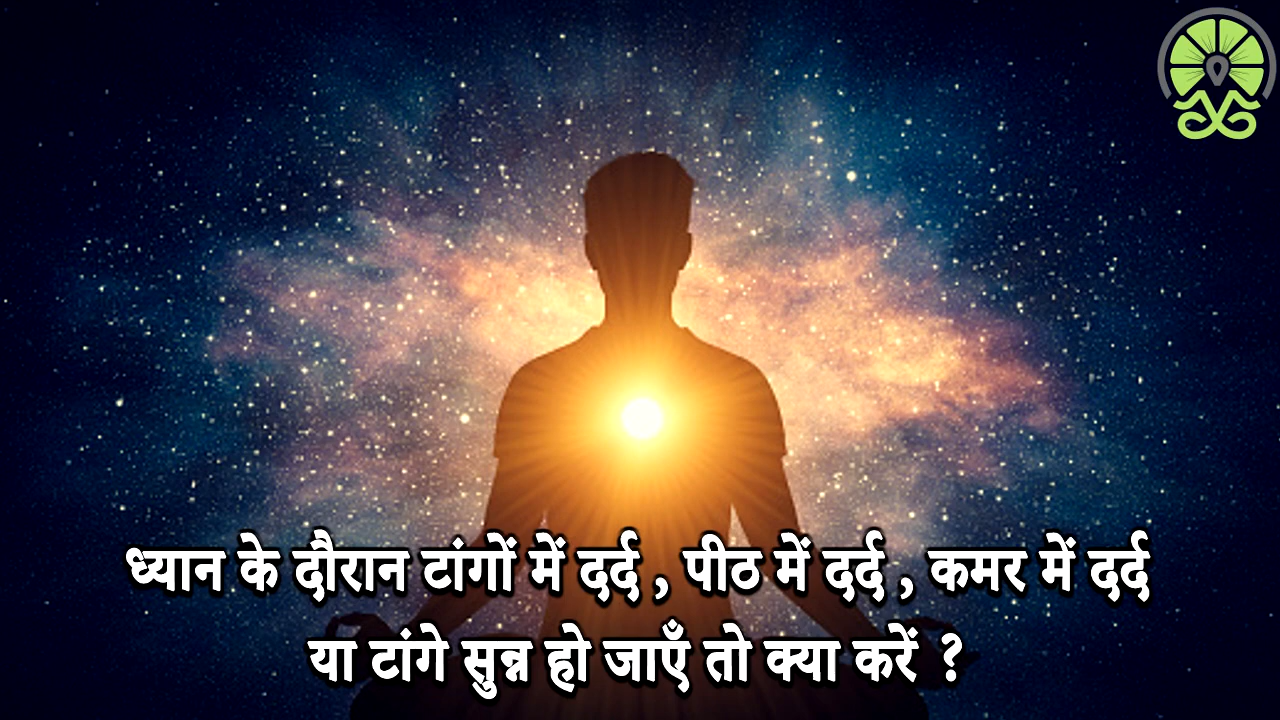 ध्यान के दौरान टांगों में दर्द , पीठ में दर्द , कमर में दर्द
या टांगे सुन्न हो जाएँ तो क्या करें ?